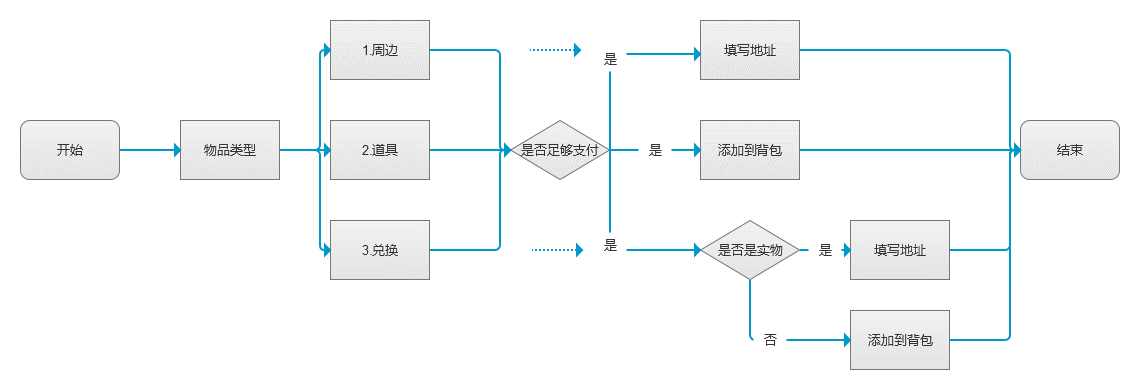 1.周边
是
填写地址
开始
物品类型
2.道具
是否足够支付
是
添加到背包
结束
3.兑换
是
是否是实物
是
填写地址
否
添加到背包